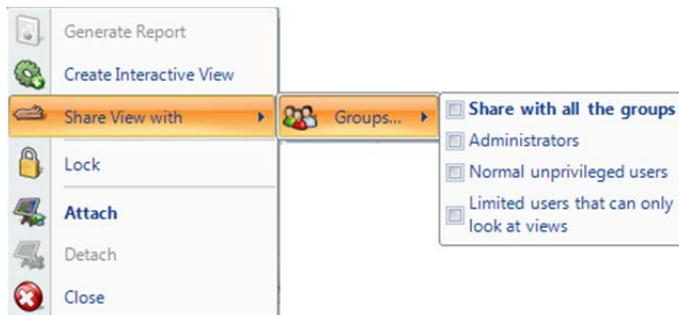 Generate Report
Create Interactive View
Share View with
Groups...
Share with all the groups
Administrators
Normal unprivileged users
Limited users that can only
look at views
Lock
Attach
Detach
Close